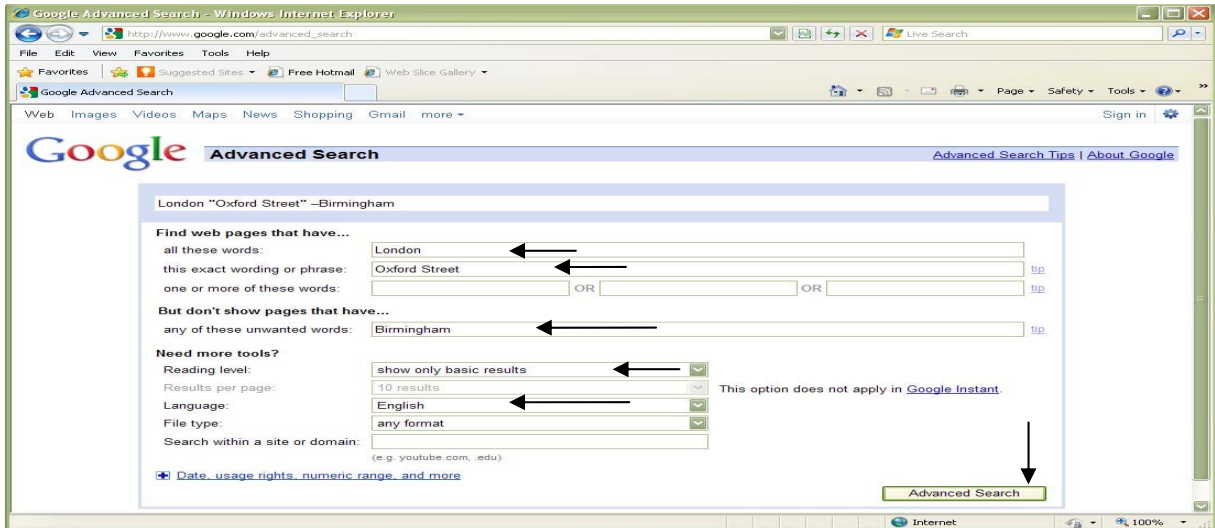 Google Advanced Search - Windows Internet Explorer
http://www.google.com/advanced_search
Live Search
File Edit View Favorites Tools Help
Favorites Suggested Sites Free Hotmail Web Slice Gallery
Google Advanced Search Page Safety Tools
Web Images Videos Maps News Shopping Gmail more Sign in
Google Advanced Search Advanced Search Tips | About Google
London "Oxford Street" –Birmingham
Find web pages that have...
all these words: London
this exact wording or phrase: Oxford Street tip
one or more of these words: OR OR tip
But don't show pages that have...
any of these unwanted words: Birmingham tip
Need more tools?
Reading level: show only basic results
Results per page: 10 results This option does not apply in Google Instant.
Language: English
File type: any format
Search within a site or domain:
(e.g. youtube.com, .edu)
Date, usage rights, numeric range, and more
Advanced Search
Internet 100%